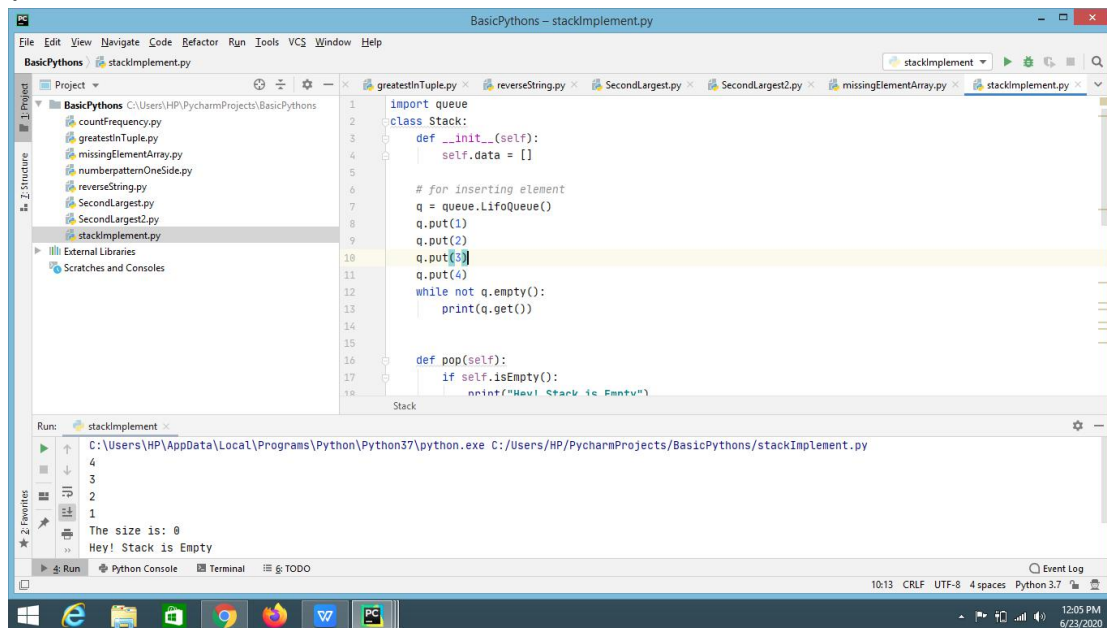 PC
BasicPythons – stackImplement.py
File Edit View Navigate Code Refactor Run Tools VCS Window Help
BasicPythons stackImplement.py
stackImplement
1: Project
Project
greatestInTuple.py
reverseString.py
SecondLargest.py
SecondLargest2.py
missingElementArray.py
stackImplement.py
BasicPythons C:\Users\HP\PycharmProjects\BasicPythons
countFrequency.py
greatestInTuple.py
missingElementArray.py
numberpatternOneSide.py
reverseString.py
SecondLargest.py
SecondLargest2.py
stackImplement.py
External Libraries
Scratches and Consoles
Z: Structure
2: Favorites
1 import queue
2 class Stack:
3 def __init__(self):
4 self.data = []
5
6 # for inserting element
7 q = queue.LifoQueue()
8 q.put(1)
9 q.put(2)
10 q.put(3)
11 q.put(4)
12 while not q.empty():
13 print(q.get())
14
15
16 def pop(self):
17 if self.isEmpty():
18 print("Hey! Stack is Empty")
Stack
Run: stackImplement
C:\Users\HP\AppData\Local\Programs\Python\Python37\python.exe C:/Users/HP/PycharmProjects/BasicPythons/stackImplement.py
4
3
2
1
The size is: 0
Hey! Stack is Empty
4: Run Python Console Terminal 6: TODO Event Log
10:13 CRLF UTF-8 4 spaces Python 3.7
PC
12:05 PM
6/23/2020